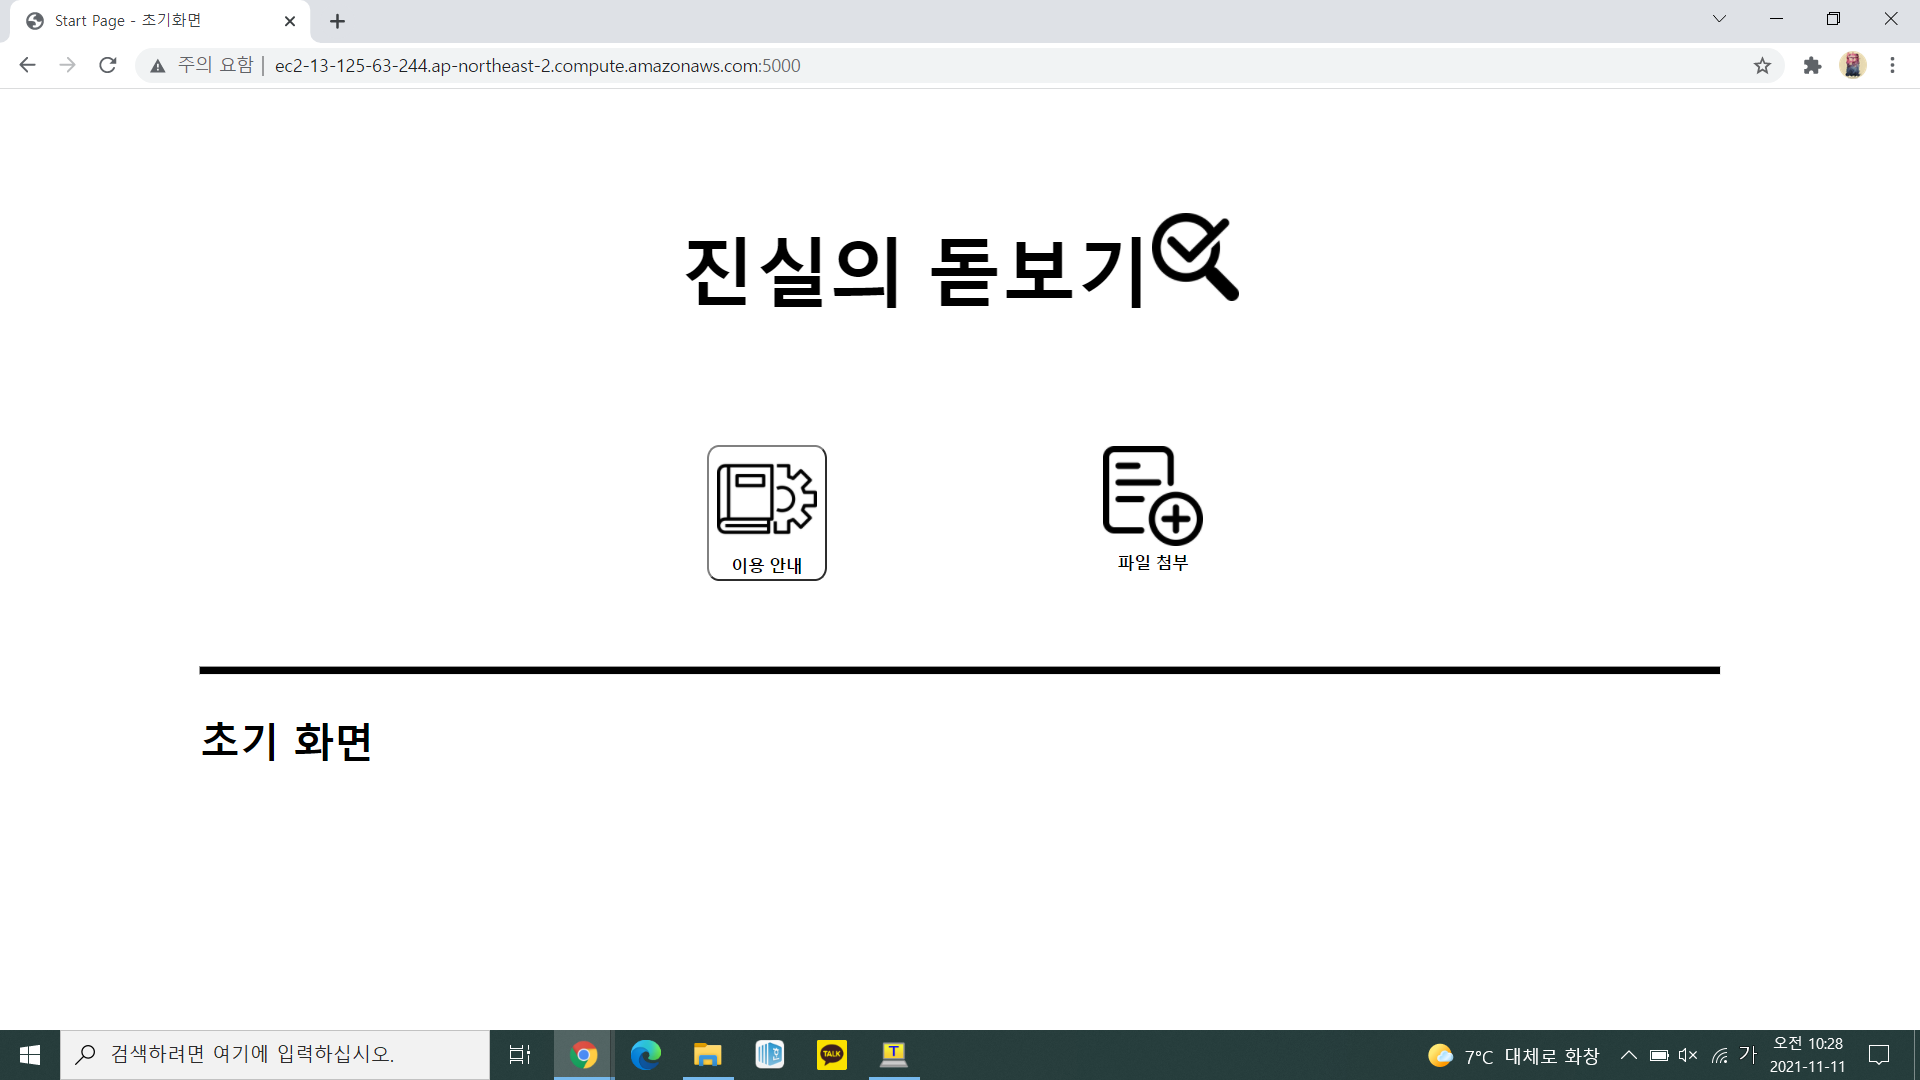 Start Page - 초기화면
주의 요함 | ec2-13-125-63-244.ap-northeast-2.compute.amazonaws.com:5000
진실의 돋보기
이용 안내
파일 첨부
초기 화면
검색하려면 여기에 입력하십시오.
TALK
T
7°C 대체로 화창
가
오전 10:28
2021-11-11